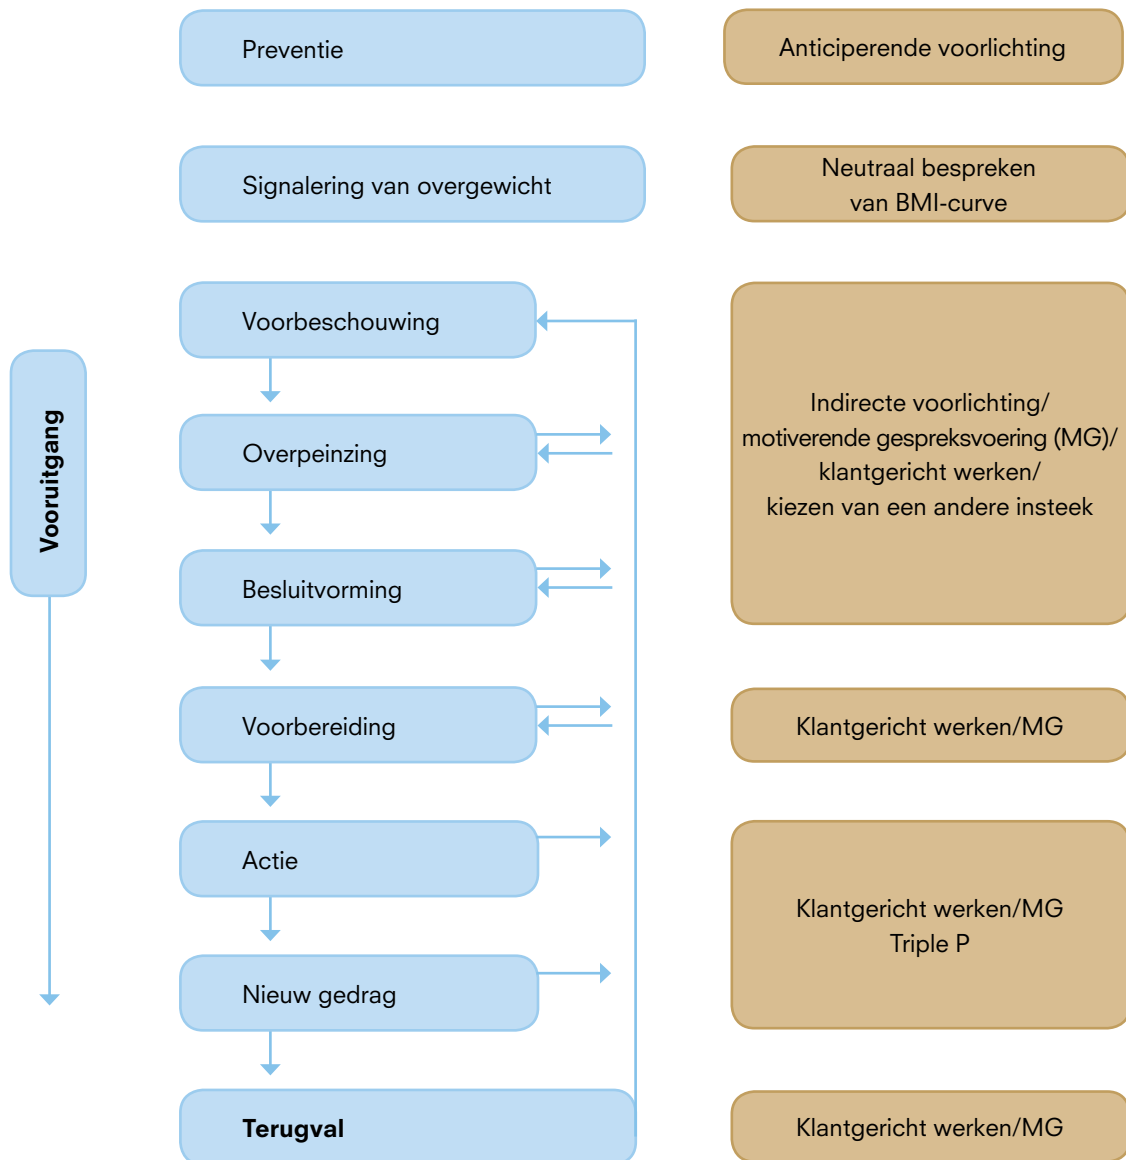 Preventie
Anticiperende voorlichting
Signalering van overgewicht
Neutraal bespreken
van BMI-curve
Vooruitgang
Voorbeschouwing
Overpeinzing
Besluitvorming
Indirecte voorlichting/
motiverende gespreksvoering (MG)/
klantgericht werken/
kiezen van een andere insteek
Voorbereiding
Klantgericht werken/MG
Actie
Nieuw gedrag
Klantgericht werken/MG
Triple P
Terugval
Klantgericht werken/MG